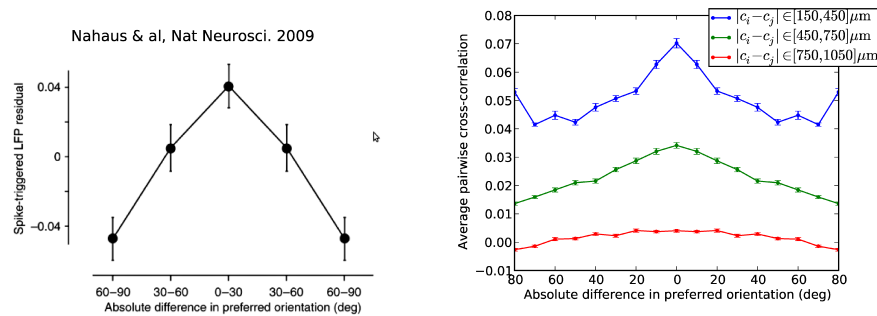 Nahaus & al, Nat Neurosci. 2009
Spike-triggered LFP residual
0.04
0
−0.04
60−90 30−60 0−30 30−60 60−90
Absolute difference in preferred orientation (deg)
|c_i−c_j| ∈[150,450]μm
|c_i−c_j| ∈[450,750]μm
|c_i−c_j| ∈[750,1050]μm
Average pairwise cross-correlation
0.08
0.07
0.06
0.05
0.04
0.03
0.02
0.01
0.00
−0.01
80 60 40 20 0 20 40 60 80
Absolute difference in preferred orientation (deg)